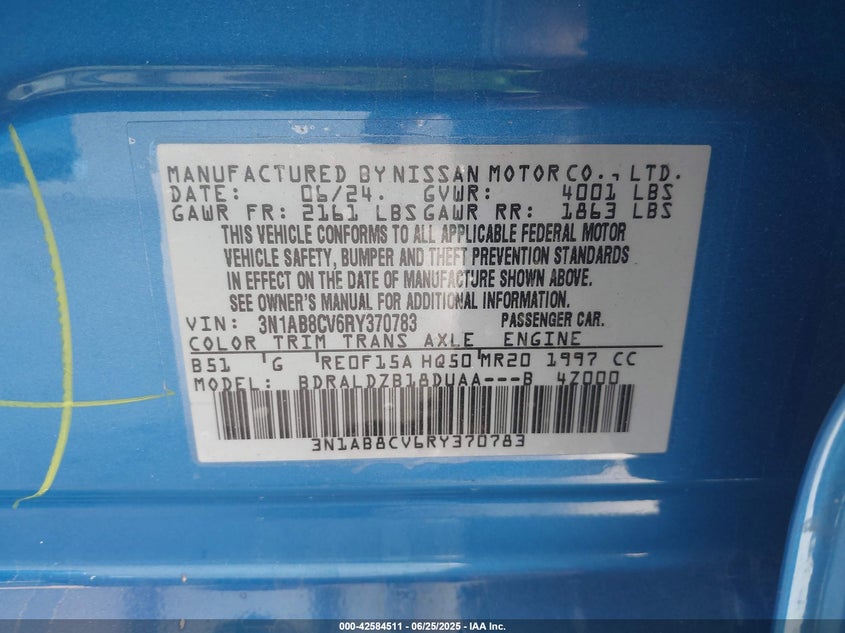 MANUFACTURED BY NISSAN MOTOR CO., LTD.
DATE: 06/24. GVWR: 4001 LBS
GAWR FR: 2161 LBS GAWR RR: 1863 LBS
THIS VEHICLE CONFORMS TO ALL APPLICABLE FEDERAL MOTOR
VEHICLE SAFETY, BUMPER AND THEFT PREVENTION STANDARDS
IN EFFECT ON THE DATE OF MANUFACTURE SHOWN ABOVE.
SEE OWNER'S MANUAL FOR ADDITIONAL INFORMATION.
VIN: 3N1AB8CV6RY370783 PASSENGER CAR.
COLOR TRIM TRANS AXLE ENGINE
B51 G RE0F15A HQ50 MR20 1997 CC
MODEL: BDRALDZB18DUAA---B 4Z000
3N1AB8CV6RY370783
000-42584511 - 06/25/2025 - IAA Inc.